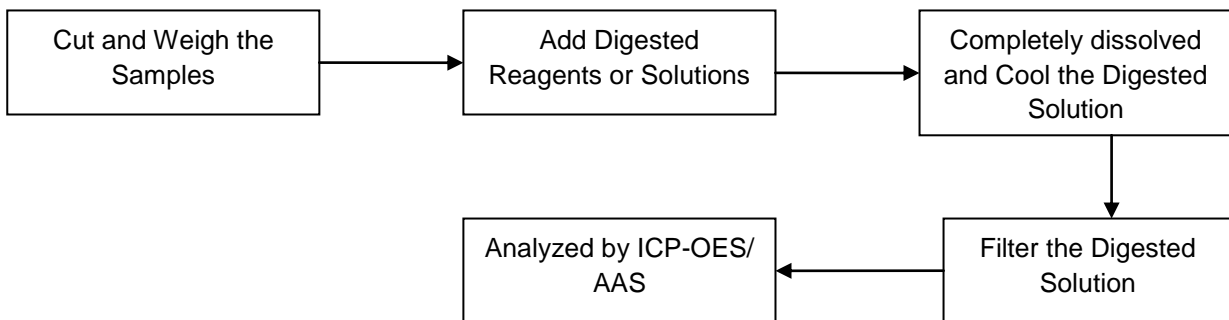 Cut and Weigh the
Samples
Add Digested
Reagents or Solutions
Completely dissolved
and Cool the Digested
Solution
Filter the Digested
Solution
Analyzed by ICP-OES/
AAS